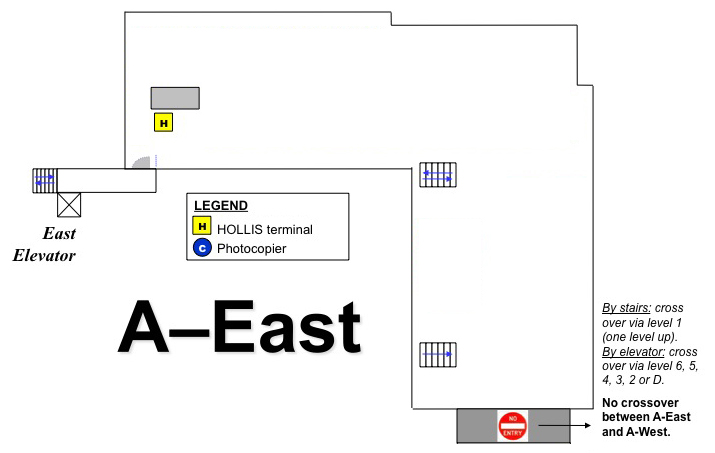 H
East
Elevator
LEGEND
H HOLLIS terminal
C Photocopier
A–East
By stairs: cross
over via level 1
(one level up).
By elevator: cross
over via level 6, 5,
4, 3, 2 or D.
No crossover
between A-East
and A-West.
NO
ENTRY